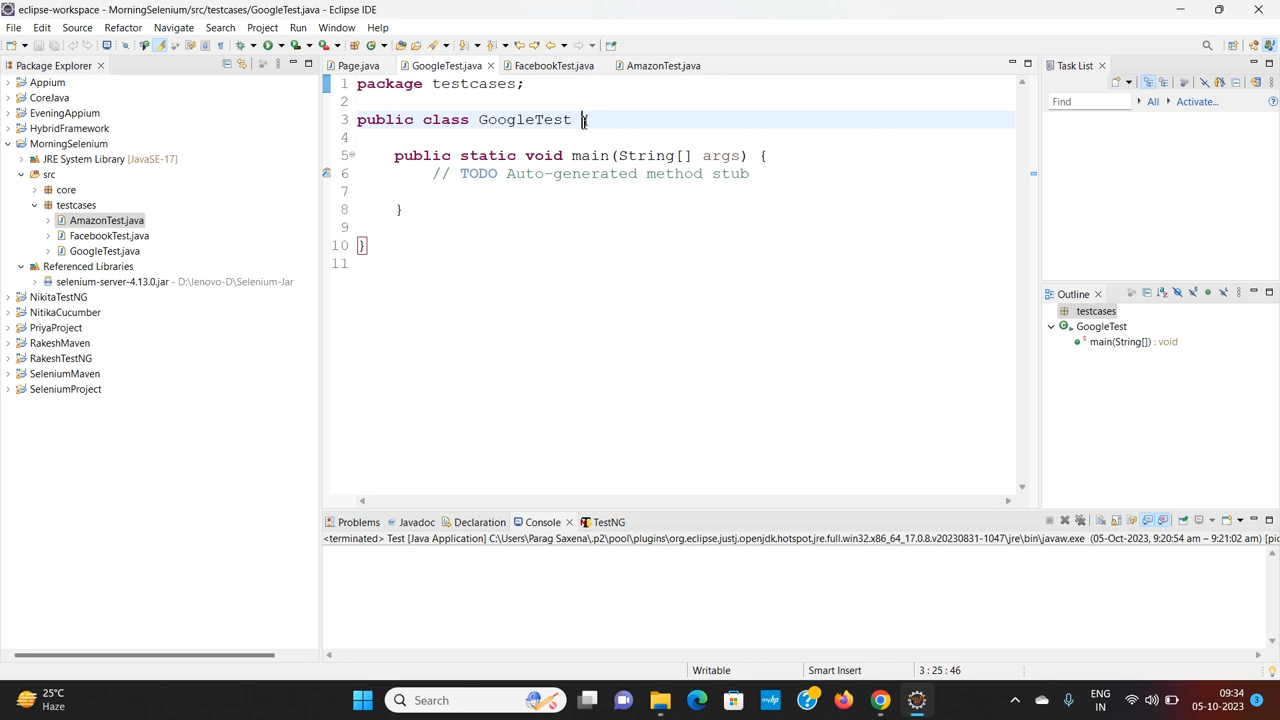 eclipse-workspace - MorningSelenium/src/testcases/GoogleTest.java - Eclipse IDE
File Edit Source Refactor Navigate Search Project Run Window Help
Package Explorer
Appium
CoreJava
EveningAppium
HybridFramework
MorningSelenium
JRE System Library [JavaSE-17]
src
core
testcases
AmazonTest.java
FacebookTest.java
GoogleTest.java
Referenced Libraries
selenium-server-4.13.0.jar - D:\lenovo-D\Selenium-Jar
NikitaTestNG
NitikaCucumber
PriyaProject
RakeshMaven
RakeshTestNG
SeleniumMaven
SeleniumProject
Page.java GoogleTest.java FacebookTest.java AmazonTest.java
1 package testcases;
2
3 public class GoogleTest {
4
5 public static void main(String[] args) {
6 // TODO Auto-generated method stub
7
8 }
9
10 }
11
Task List
Find All Activate...
Outline
testcases
GoogleTest
main(String[]) : void
Problems Javadoc Declaration Console TestNG
<terminated> Test [Java Application] C:\Users\Parag Saxena\.p2\pool\plugins\org.eclipse.justj.openjdk.hotspot.jre.full.win32.x86_64_17.0.8.v20230831-1047\jre\bin\javaw.exe (05-Oct-2023, 9:20:54 am – 9:21:02 am) [pic
Writable Smart Insert 3 : 25 : 46
25°C
Haze
Search
ENG
IN
09:34
05-10-2023
3